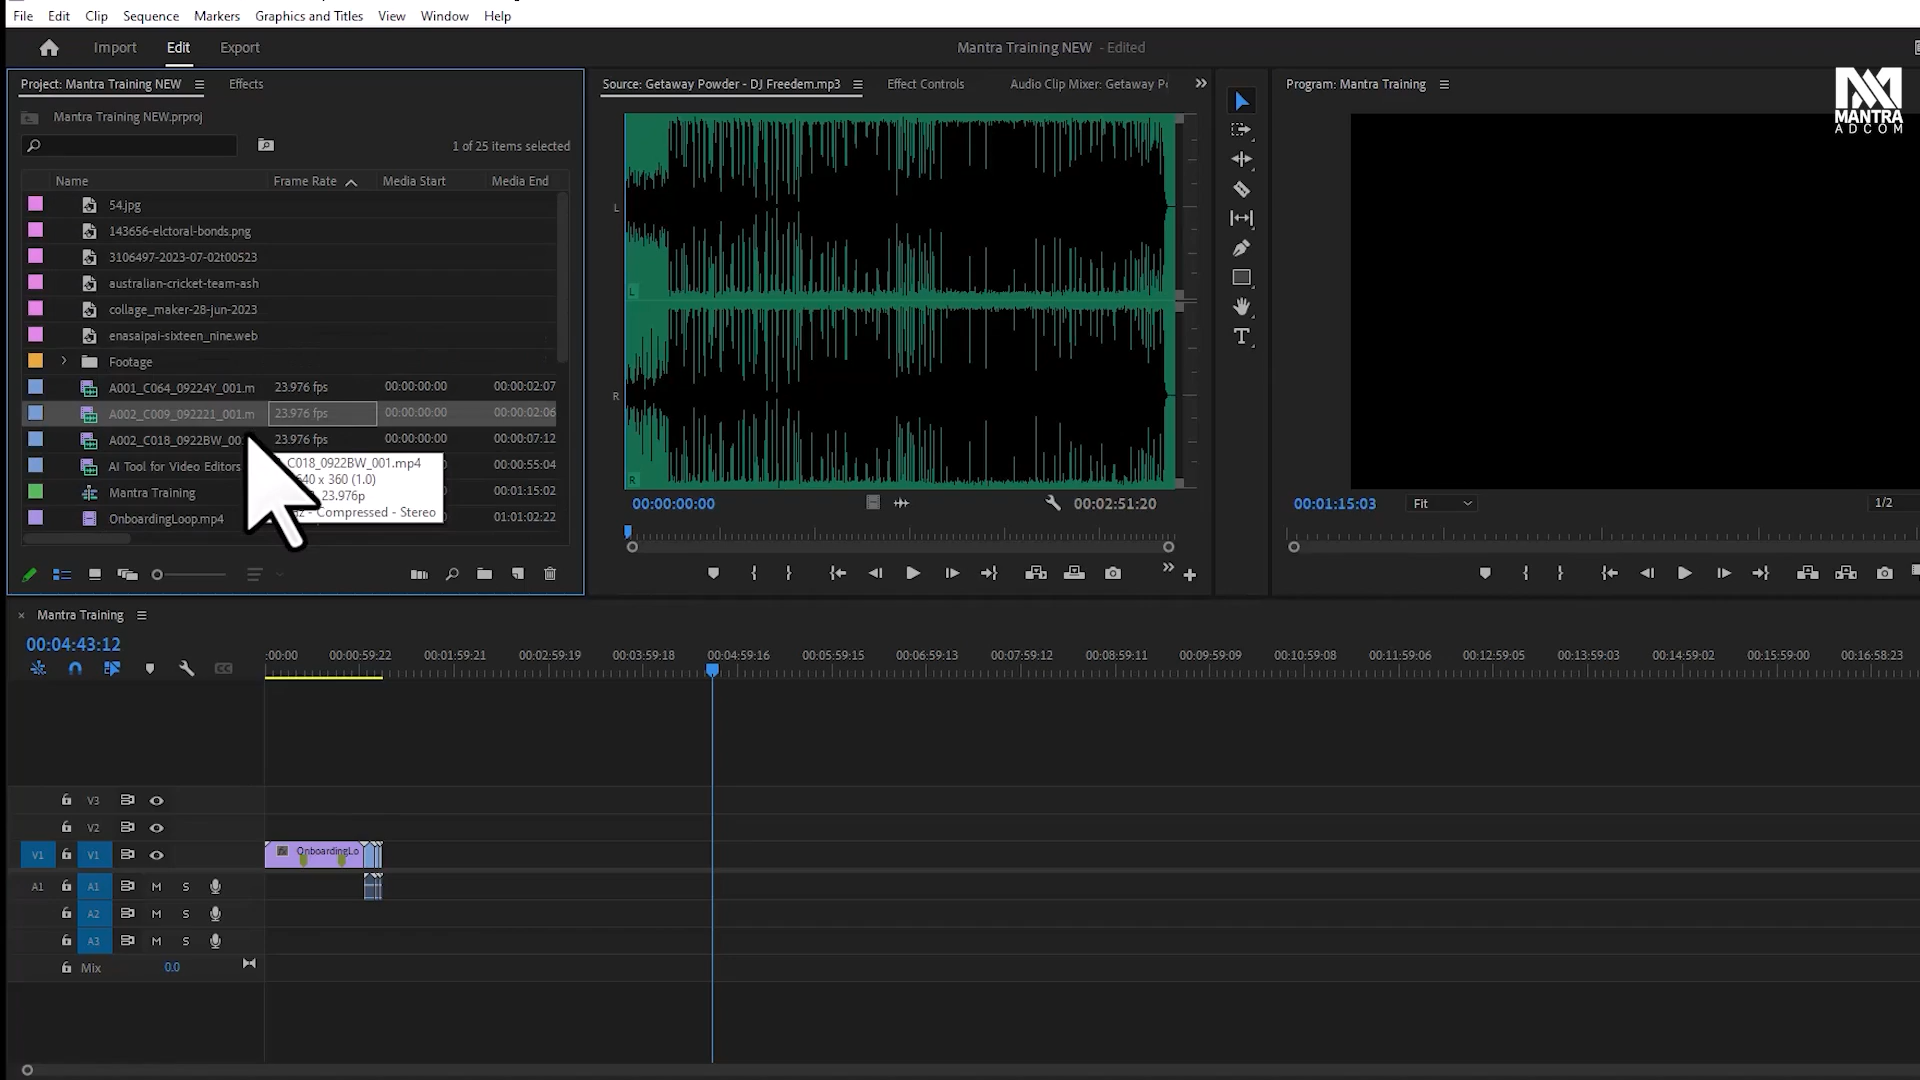 File Edit Clip Sequence Markers Graphics and Titles View Window Help
Import Edit Export
Mantra Training NEW - Edited
MANTRA
ADCOM
Project: Mantra Training NEW
Effects
Mantra Training NEW.prproj
1 of 25 items selected
Name Frame Rate Media Start Media End
54.jpg
143656-elctoral-bonds.png
3106497-2023-07-02t00523
australian-cricket-team-ash
collage_maker-28-jun-2023
enasaipai-sixteen_nine.web
Footage
A001_C064_09224Y_001.m 23.976 fps 00:00:00:00 00:00:02:07
A002_C009_092221_001.m 23.976 fps 00:00:00:00 00:00:02:06
A002_C018_0922BW_00 23.976 fps 00:00:00:00 00:00:07:12
AI Tool for Video Editors 00:00:55:04
Mantra Training 00:01:15:02
OnboardingLoop.mp4 01:01:02:22
C018_0922BW_001.mp4
640 x 360 (1.0)
23.976p
- Compressed - Stereo
Source: Getaway Powder - DJ Freedem.mp3
Effect Controls
Audio Clip Mixer: Getaway P
L
L
R
R
00:00:00:00
00:02:51:20
Program: Mantra Training
00:01:15:03
Fit
1/2
Mantra Training
00:04:43:12
:00:00 00:00:59:22 00:01:59:21 00:02:59:19 00:03:59:18 00:04:59:16 00:05:59:15 00:06:59:13 00:07:59:12 00:08:59:11 00:09:59:09 00:10:59:08 00:11:59:06 00:12:59:05 00:13:59:03 00:14:59:02 00:15:59:00 00:16:58:23
V3
V2
V1 V1
OnboardingLo
A1 A1 M S
A2 M S
A3 M S
Mix 0.0